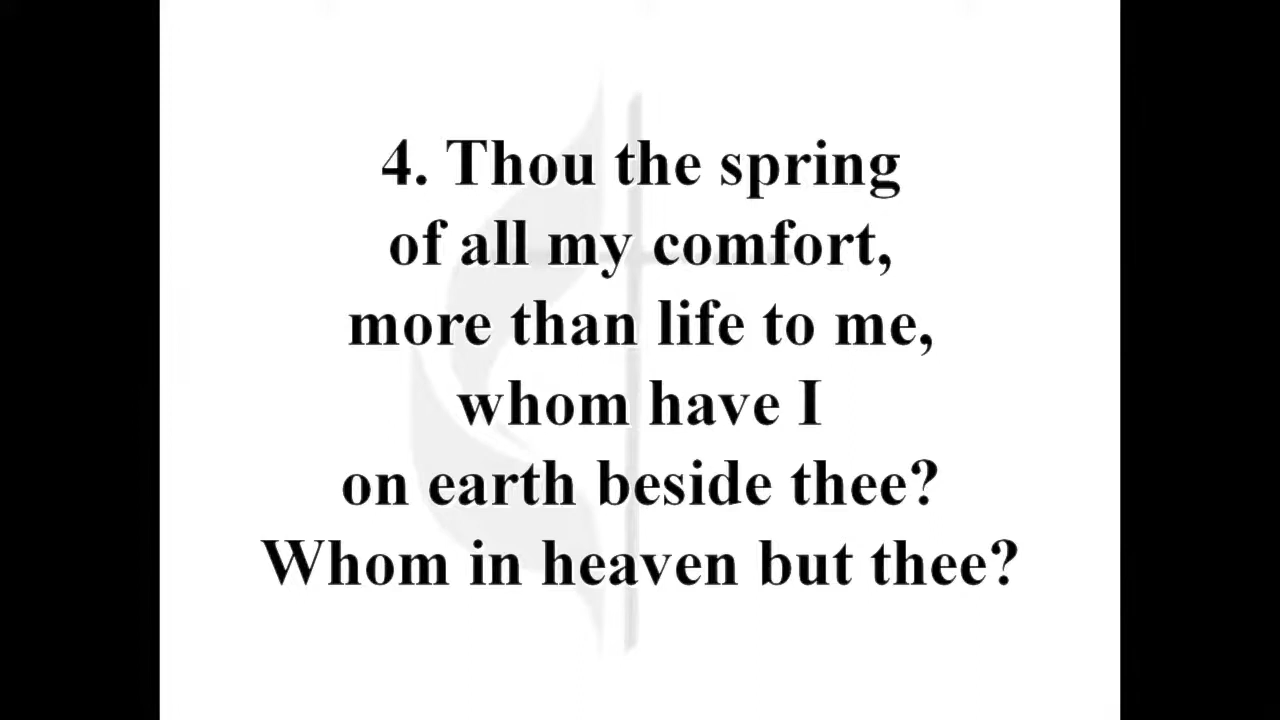 4. Thou the spring
of all my comfort,
more than life to me,
whom have I
on earth beside thee?
Whom in heaven but thee?